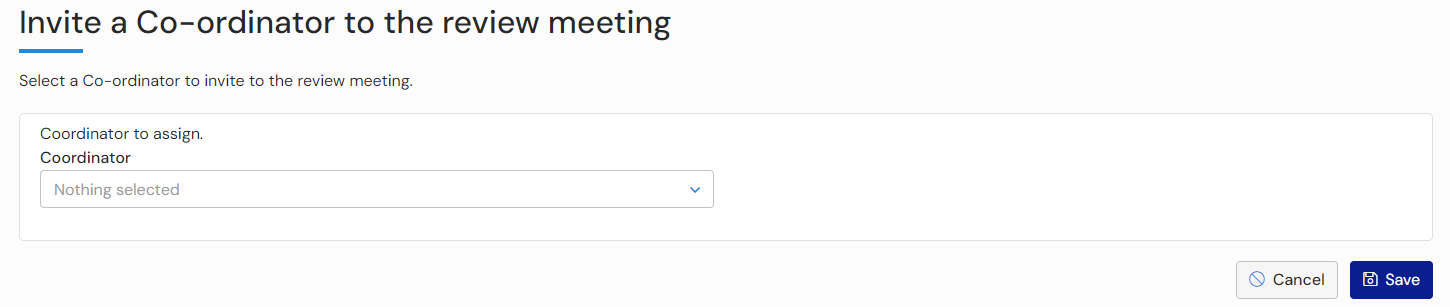 Invite a Co-ordinator to the review meeting
Select a Co-ordinator to invite to the review meeting.
Coordinator to assign.
Coordinator
Nothing selected
Cancel
Save